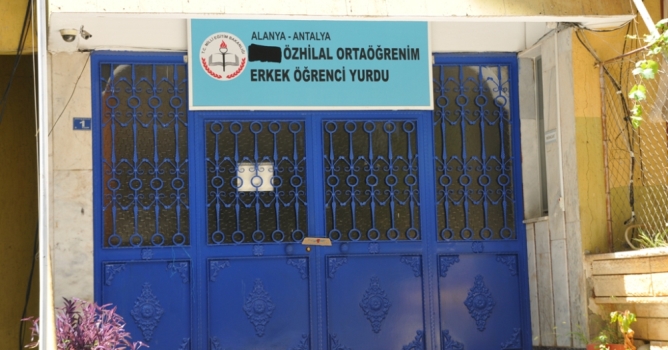 ALANYA - ANTALYA
ÖZHİLAL ORTAÖĞRENİM
ERKEK ÖĞRENCİ YURDU
1